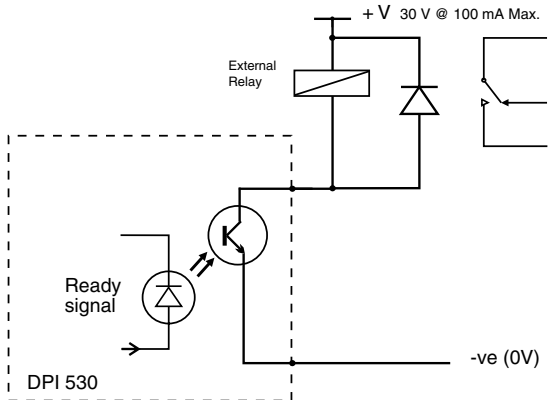 + V 30 V @ 100 mA Max.
External
Relay
Ready
signal
-ve (0V)
DPI 530